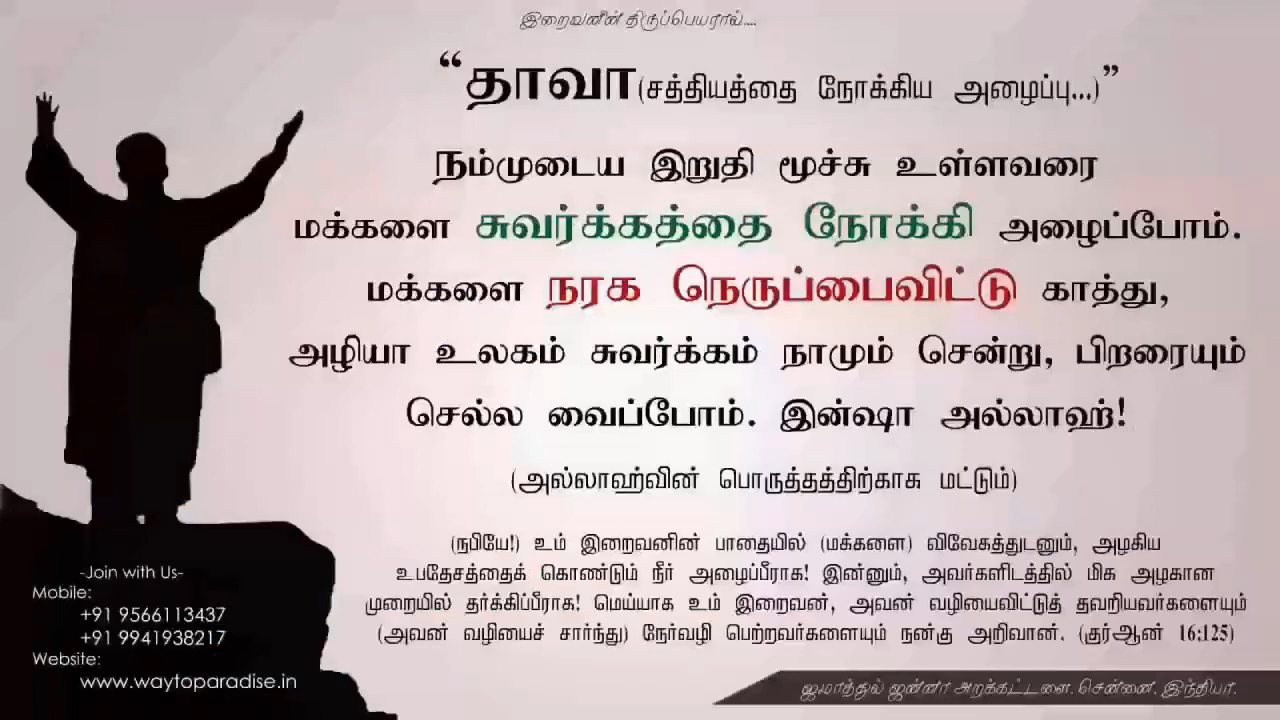 இறைவனின் திருப்பெயரால்....
“தாவா(சத்தியத்தை நோக்கிய அழைப்பு...)”
நம்முடைய இறுதி மூச்சு உள்ளவரை
மக்களை சுவர்க்கத்தை நோக்கி அழைப்போம்.
மக்களை நரக நெருப்பைவிட்டு காத்து,
அழியா உலகம் சுவர்க்கம் நாமும் சென்று, பிறரையும்
செல்ல வைப்போம். இன்ஷா அல்லாஹ்!
(அல்லாஹ்வின் பொருத்தத்திற்காக மட்டும்)
(நபியே!) உம் இறைவனின் பாதையில் (மக்களை) விவேகத்துடனும், அழகிய
உபதேசத்தைக் கொண்டும் நீர் அழைப்பீராக! இன்னும், அவர்களிடத்தில் மிக அழகான
முறையில் தர்க்கிப்பீராக! மெய்யாக உம் இறைவன், அவன் வழியைவிட்டுத் தவறியவர்களையும்
(அவன் வழியைச் சார்ந்து) நேர்வழி பெற்றவர்களையும் நன்கு அறிவான். (குர்ஆன் 16:125)
-Join with Us-
Mobile:
+91 9566113437
+91 9941938217
Website:
www.waytoparadise.in
ஜமாத்துல் ஜன்னா அறக்கட்டளை. சென்னை. இந்தியா.